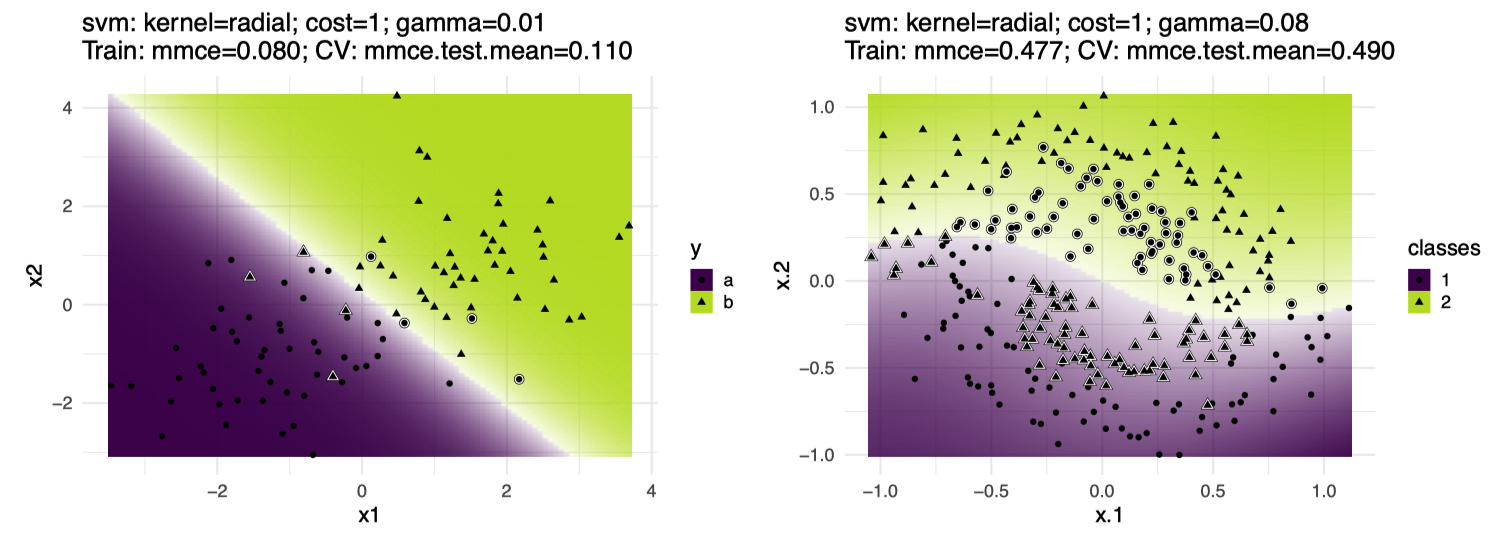 svm: kernel=radial; cost=1; gamma=0.01
Train: mmce=0.080; CV: mmce.test.mean=0.110
4
2
0
−2
x2
−2
0
2
4
x1
y
a
b
svm: kernel=radial; cost=1; gamma=0.08
Train: mmce=0.477; CV: mmce.test.mean=0.490
1.0
0.5
0.0
−0.5
−1.0
x.2
−1.0
−0.5
0.0
0.5
1.0
x.1
classes
1
2